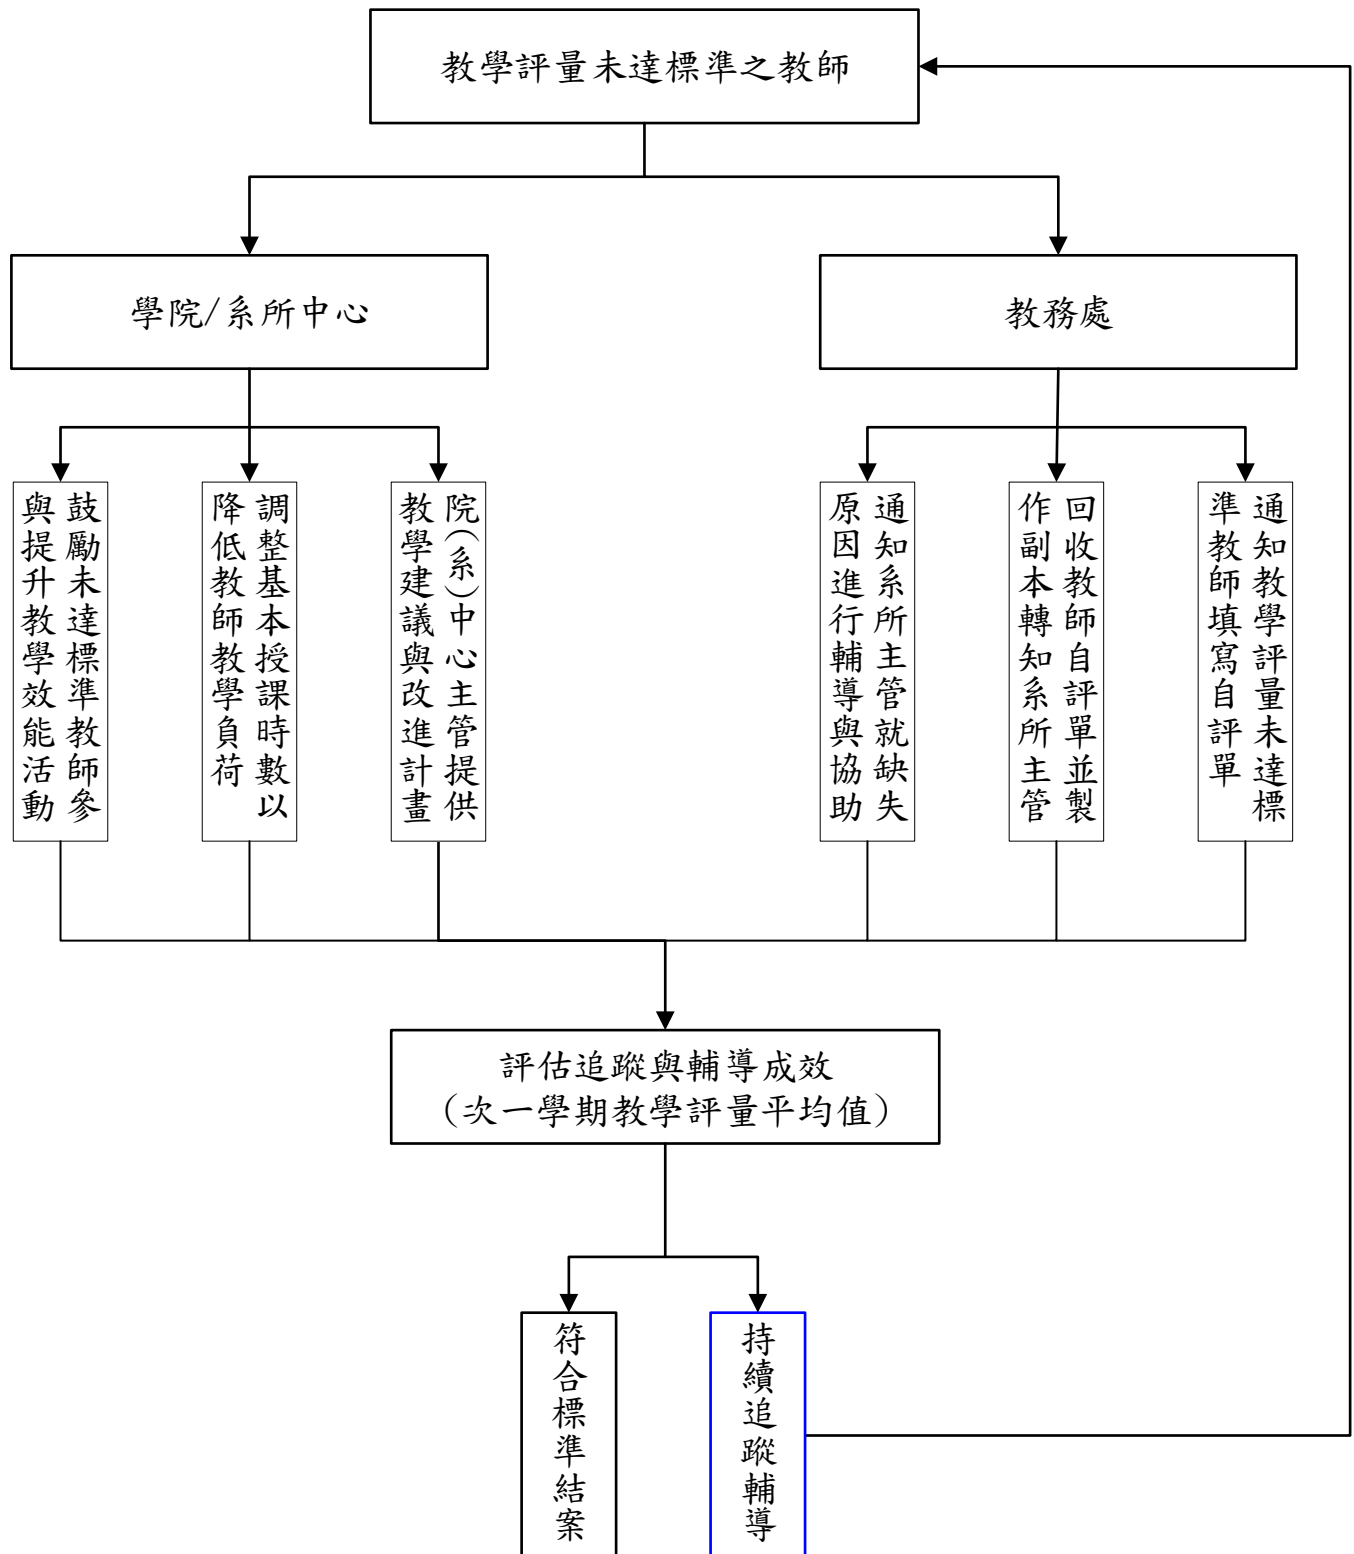 教學評量未達標準之教師
學院/系所中心
教務處
鼓勵未達標準教師參
與提升教學效能活動
調整基本授課時數以
降低教師教學負荷
院(系)中心主管提供
教學建議與改進計畫
通知系所主管就缺失
原因進行輔導與協助
回收教師自評單並製
作副本轉知系所主管
通知教學評量未達標
準教師填寫自評單
評估追蹤與輔導成效
(次一學期教學評量平均值)
符合標準結案
持續追蹤輔導